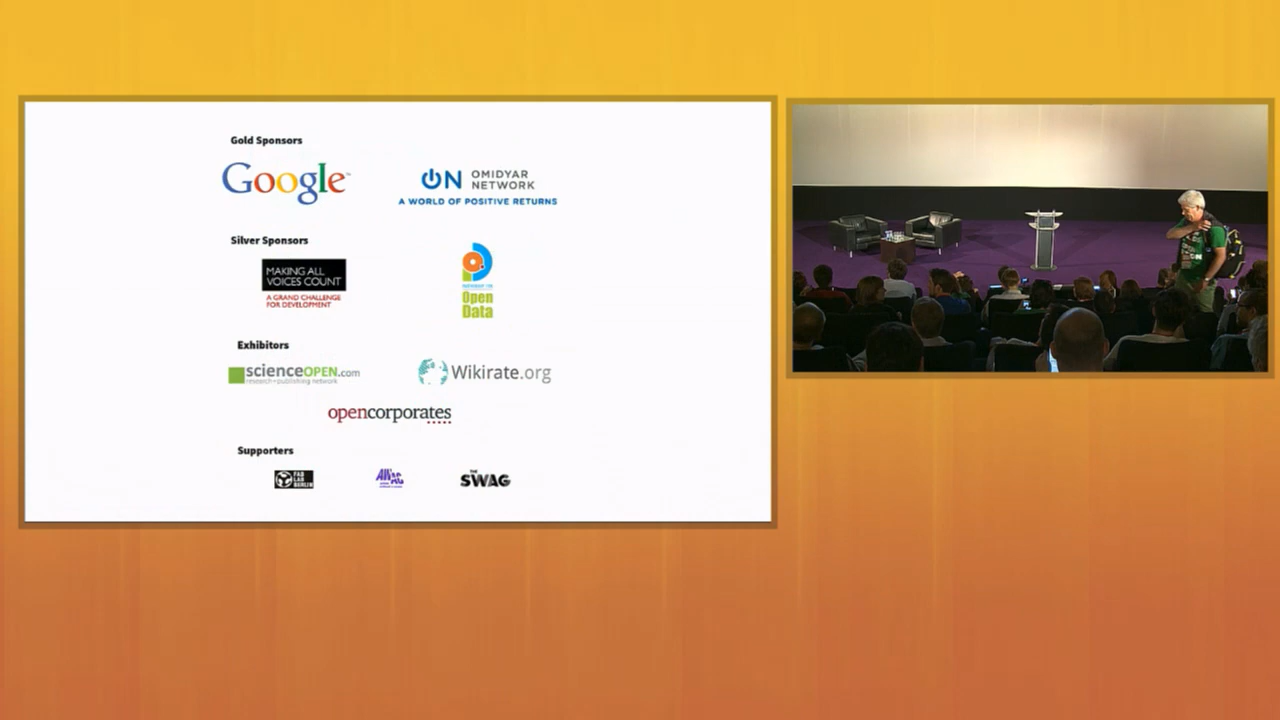 Gold Sponsors
Google
ON OMIDYAR NETWORK
A WORLD OF POSITIVE RETURNS
Silver Sponsors
MAKING ALL
VOICES COUNT
A GRAND CHALLENGE
FOR DEVELOPMENT
Open
Data
Exhibitors
scienceOPEN.com
research+publishing network
Wikirate.org
opencorporates
Supporters
FAB
LAB
BERLIN
THE
SWAG